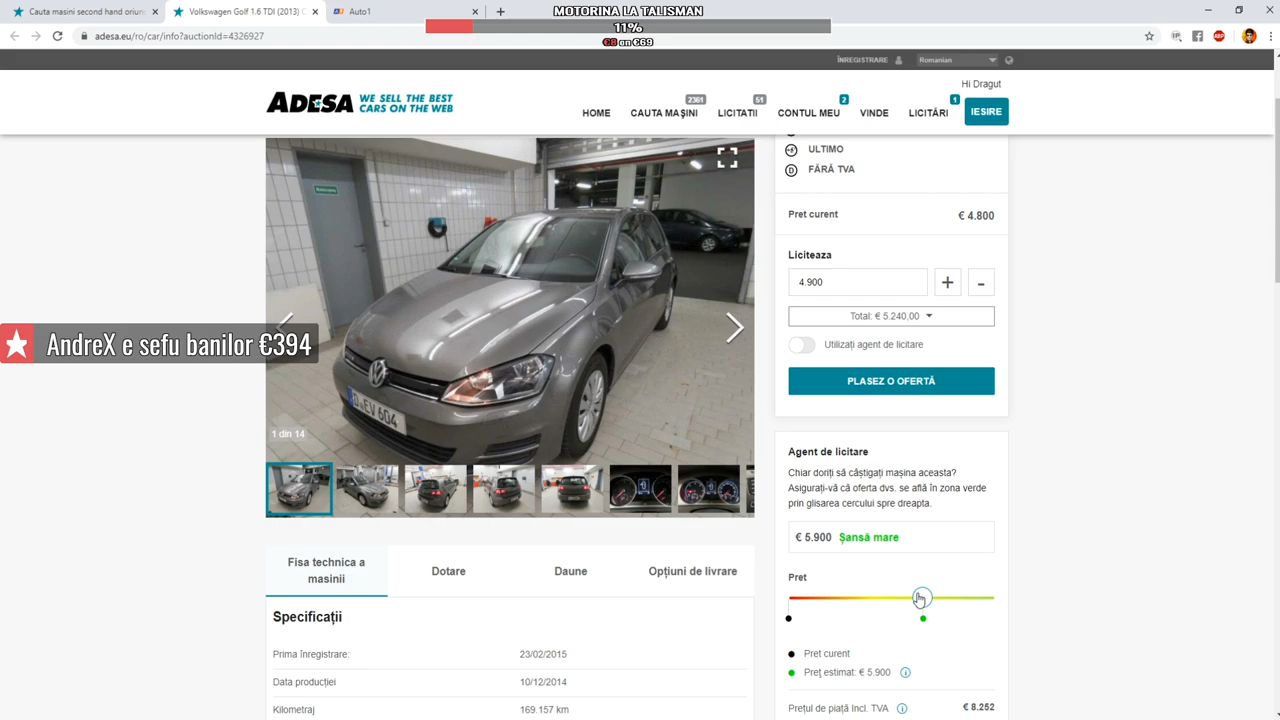 Cauta masini second hand oriun
Volkswagen Golf 1.6 TDI (2013) C
Auto1
MOTORINA LA TALISMAN
11%
€8 an €69
adesa.eu/ro/car/info?auctionId=4326927
ÎNREGISTRARE
Romanian
Hi Dragut
ADESA WE SELL THE BEST CARS ON THE WEB
HOME
CAUTA MAȘINI 2361
LICITATII 51
CONTUL MEU 2
VINDE
LICITĂRI 1
IESIRE
ULTIMO
FĂRĂ TVA
Pret curent € 4.800
Liciteaza
4.900 + -
Total: € 5.240,00
Utilizați agent de licitare
PLASEZ O OFERTĂ
AndreX e sefu banilor €394
D EV 604
1 din 14
Agent de licitare
Chiar doriți să câștigați mașina aceasta?
Asigurați-vă că oferta dvs. se află în zona verde
prin glisarea cercului spre dreapta.
€ 5.900 Șansă mare
Pret
Pret curent
Preţ estimat: € 5.900
Prețul de piață Incl. TVA € 8.252
Fisa technica a masinii
Dotare
Daune
Opțiuni de livrare
Specificații
Prima înregistrare: 23/02/2015
Data producției 10/12/2014
Kilometraj 169.157 km